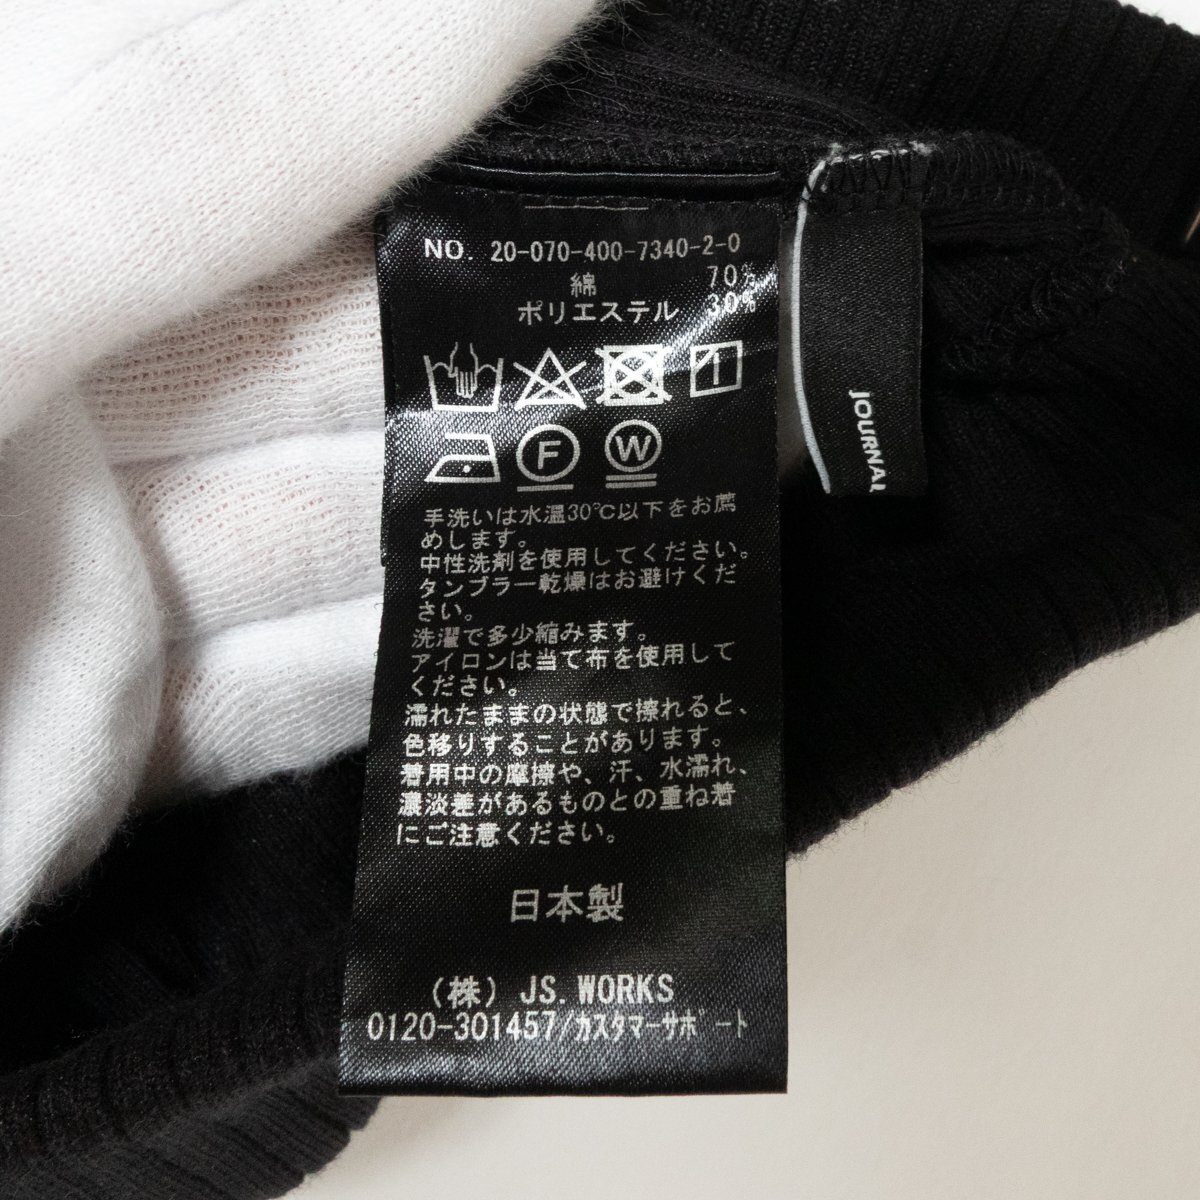 NO. 20-070-400-7340-2-0
綿 70%
ポリエステル 30%
F W
手洗いは水温30℃以下をお薦
めします。
中性洗剤を使用してください。
タンブラー乾燥はお避けくだ
さい。
洗濯で多少縮みます。
アイロンは当て布を使用して
ください。
濡れたままの状態で擦れると、
色移りすることがあります。
着用中の摩擦や、汗、水濡れ、
濃淡差があるものとの重ね着
にご注意ください。
日本製
(株) JS.WORKS
0120-301457/カスタマーサポート
JOURNAL